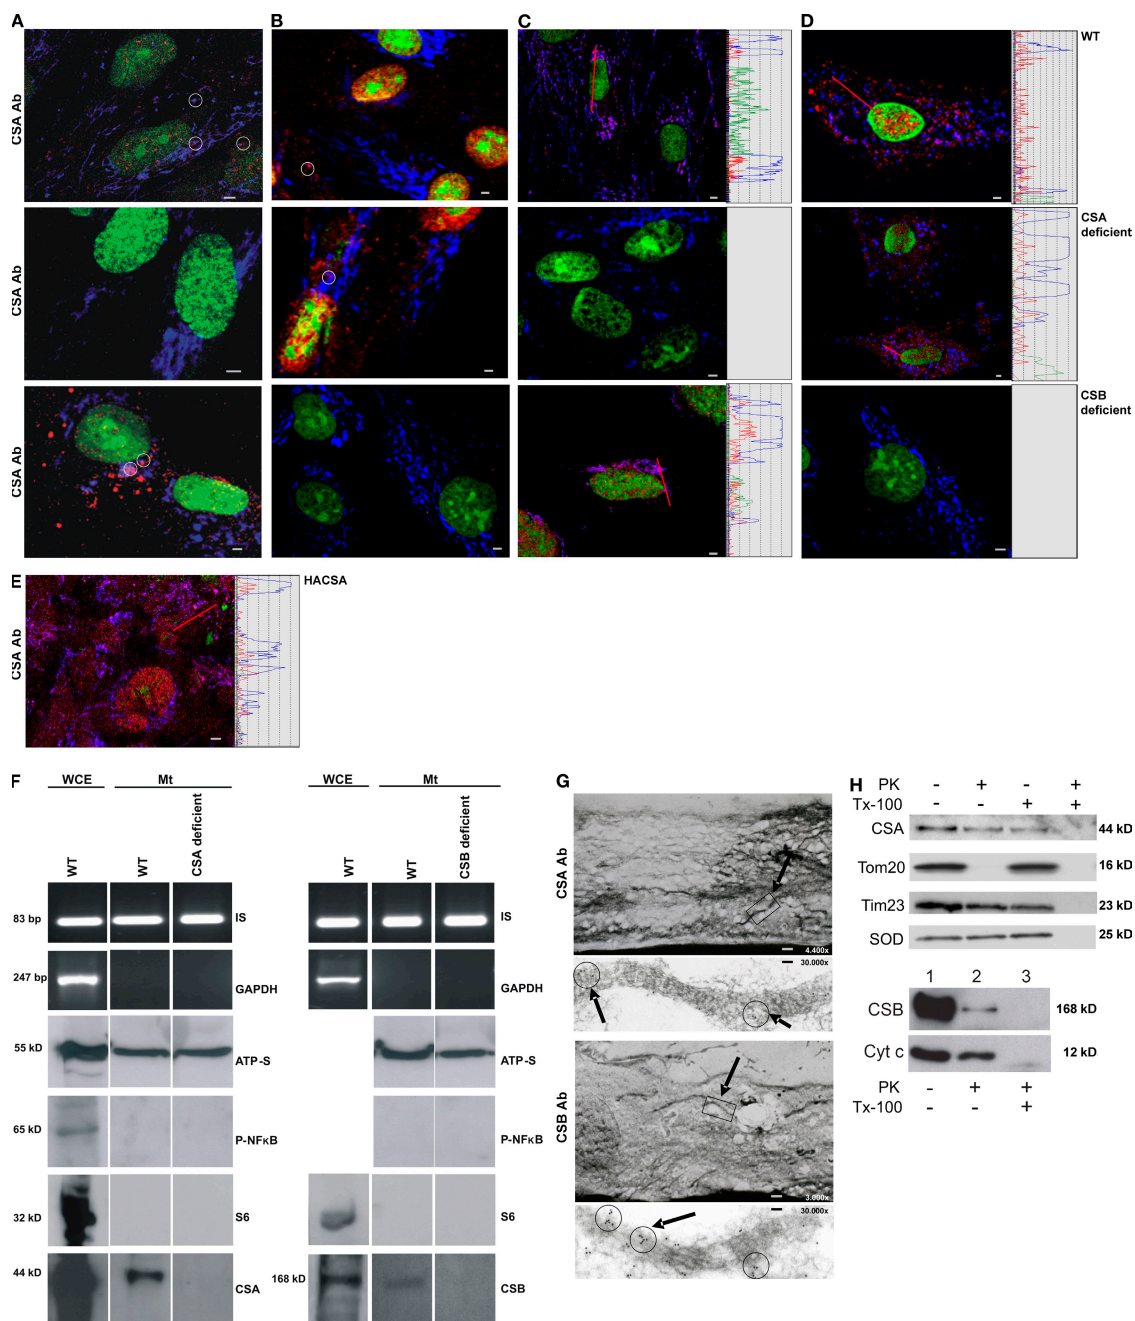 A B C D
WT
CSA Ab
CSA Ab
CSA
deficient
CSA Ab
CSB
deficient
E HACSA
CSA Ab
F WCE Mt WCE Mt
WT WT CSA deficient WT WT CSB deficient
83 bp IS IS
247 bp GAPDH GAPDH
55 kD ATP-S ATP-S
65 kD P-NFκB P-NFκB
32 kD S6 S6
44 kD CSA 168 kD CSB
G
CSA Ab
4.400x
30.000x
CSB Ab
3.000x
30.000x
H PK - + - +
Tx-100 - - + +
CSA 44 kD
Tom20 16 kD
Tim23 23 kD
SOD 25 kD
1 2 3
CSB 168 kD
Cyt c 12 kD
PK - + +
Tx-100 - - +